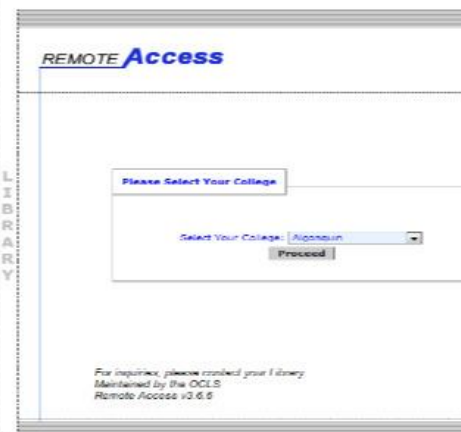 REMOTE Access
LIBRARY
Please Select Your College
Select Your College: Algonquin
Proceed
For inquiries, please contact your Library
Maintained by the OCLS
Remote Access v3.6.6